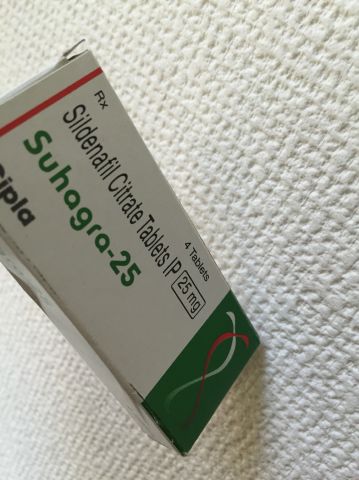 Rx
Sildenafil Citrate Tablets IP 25 mg
4 Tablets
Suhagra-25
Cipla